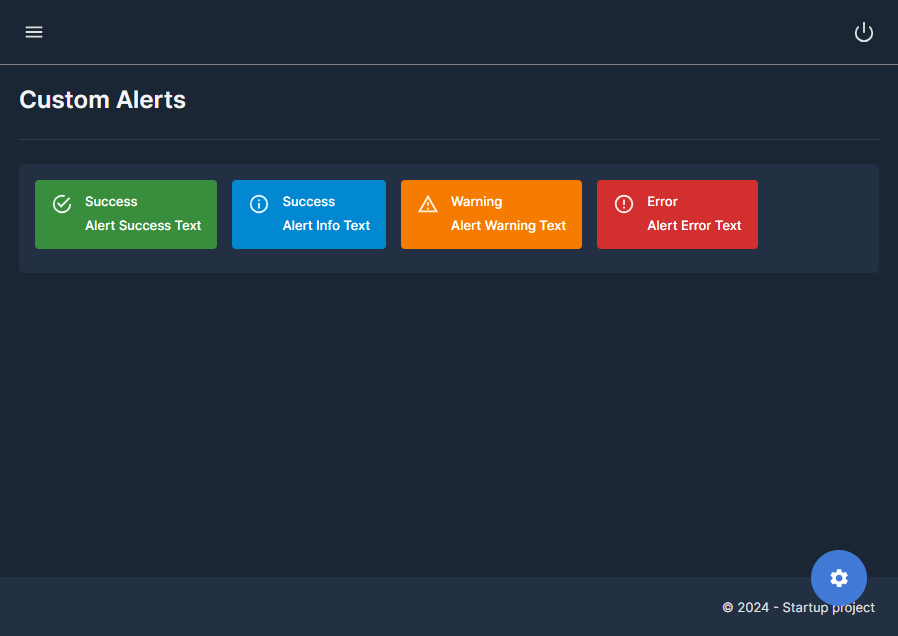 Custom Alerts
Success
Alert Success Text
Success
Alert Info Text
Warning
Alert Warning Text
Error
Alert Error Text
© 2024 - Startup project